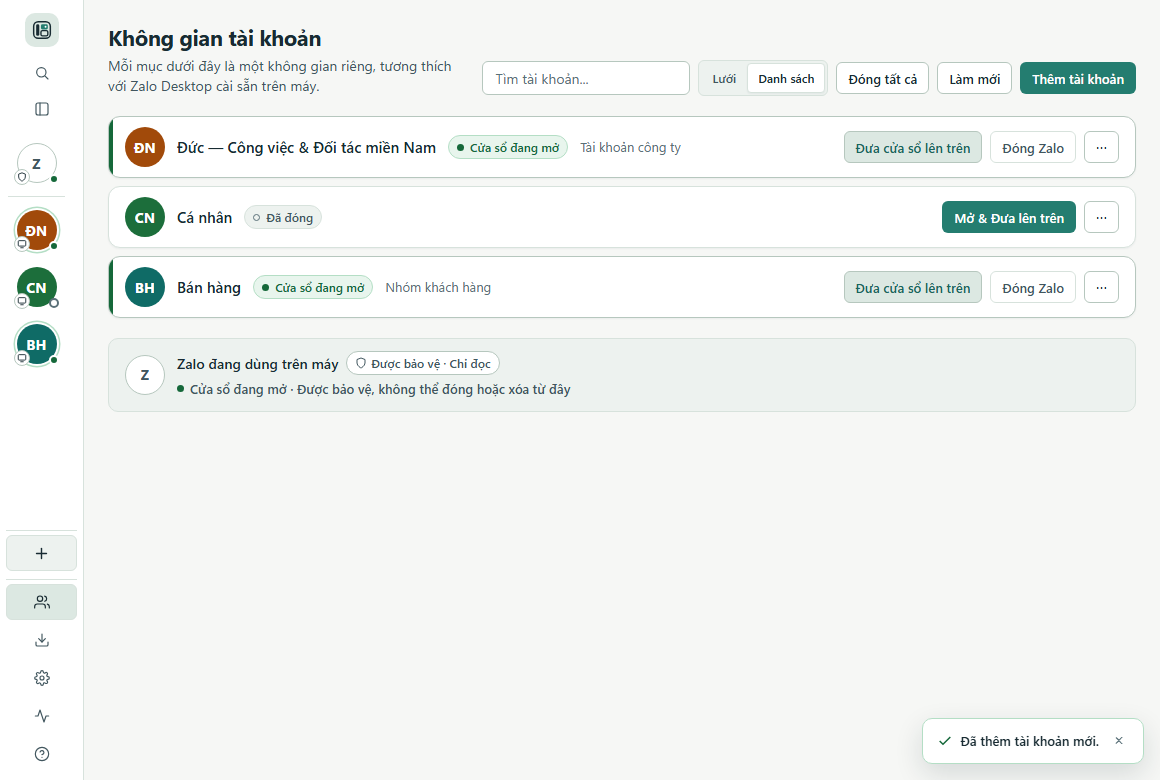 Z
ĐN
CN
BH
Không gian tài khoản
Mỗi mục dưới đây là một không gian riêng, tương thích
với Zalo Desktop cài sẵn trên máy.
Tìm tài khoản...
Lưới
Danh sách
Đóng tất cả
Làm mới
Thêm tài khoản
ĐN
Đức — Công việc & Đối tác miền Nam
Cửa sổ đang mở
Tài khoản công ty
Đưa cửa sổ lên trên
Đóng Zalo
...
CN
Cá nhân
Đã đóng
Mở & Đưa lên trên
...
BH
Bán hàng
Cửa sổ đang mở
Nhóm khách hàng
Đưa cửa sổ lên trên
Đóng Zalo
...
Z
Zalo đang dùng trên máy
Được bảo vệ · Chỉ đọc
Cửa sổ đang mở · Được bảo vệ, không thể đóng hoặc xóa từ đây
Đã thêm tài khoản mới.